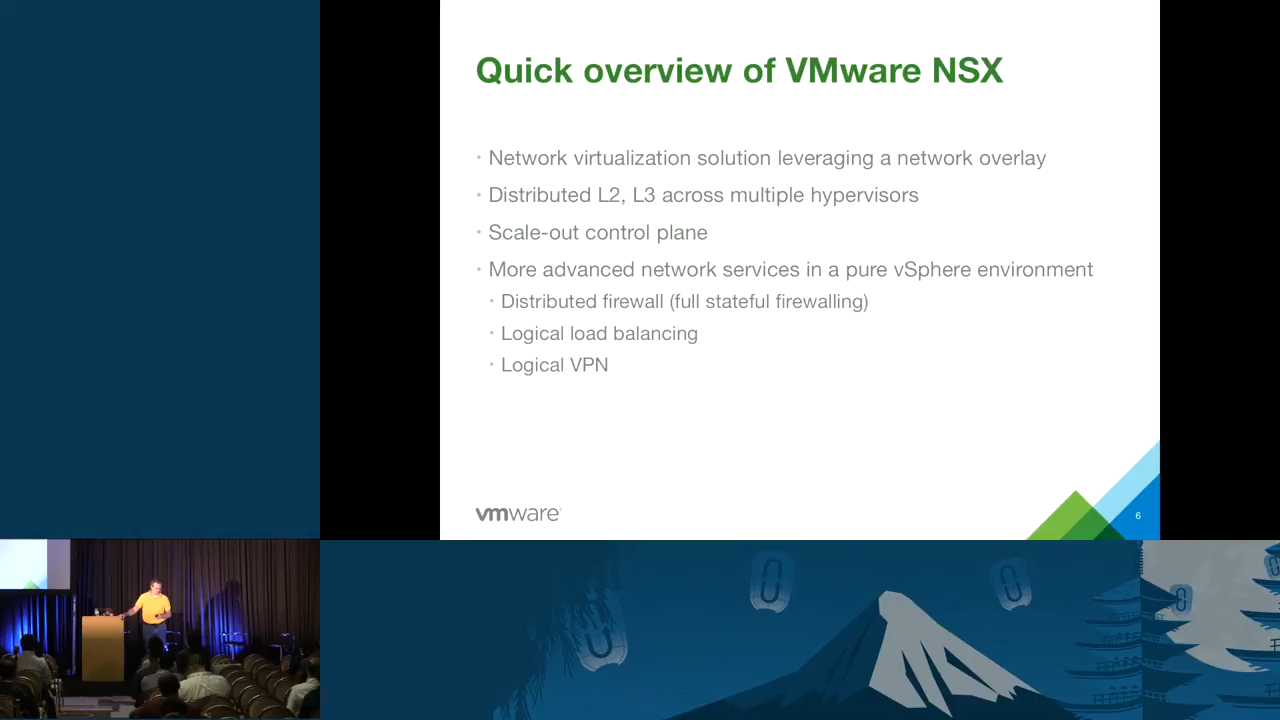 Quick overview of VMware NSX
• Network virtualization solution leveraging a network overlay
• Distributed L2, L3 across multiple hypervisors
• Scale-out control plane
• More advanced network services in a pure vSphere environment
• Distributed firewall (full stateful firewalling)
• Logical load balancing
• Logical VPN
vmware
6